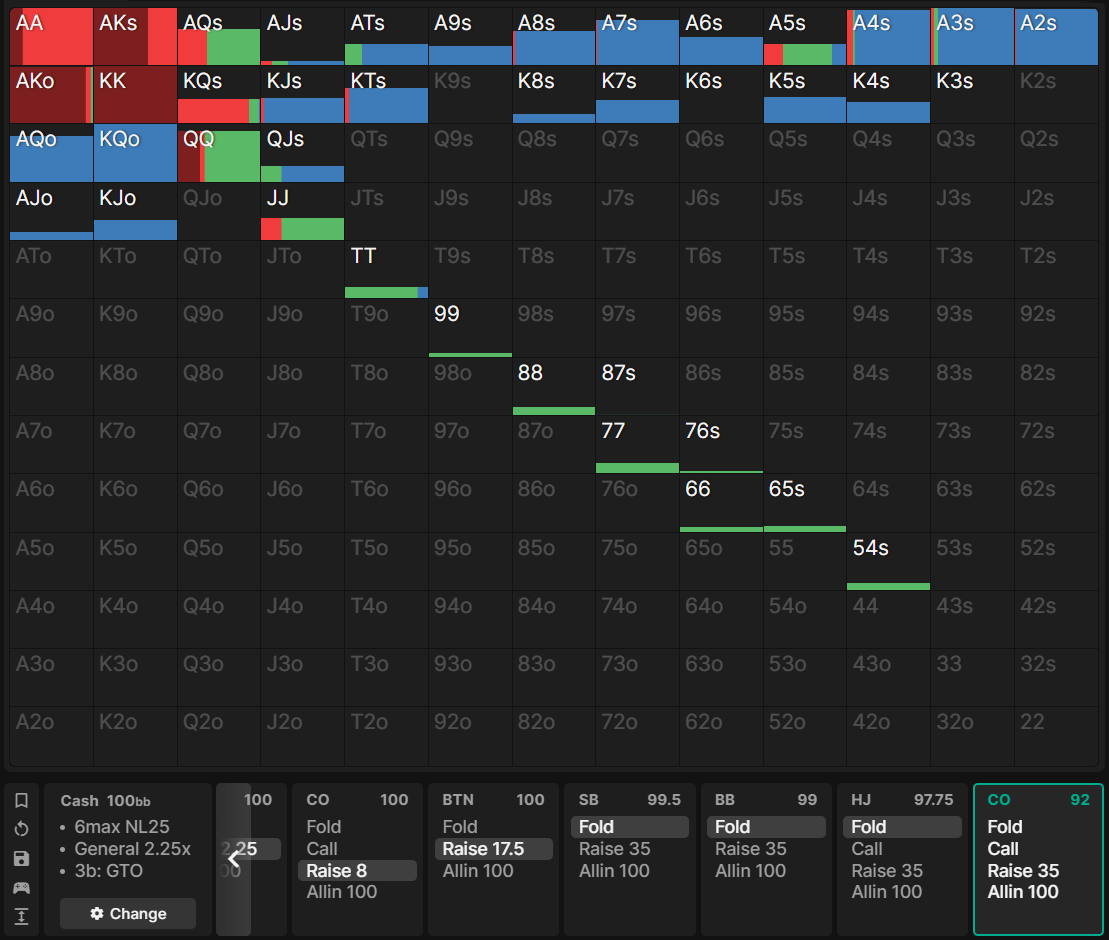 AA AKs AQs AJs ATs A9s A8s A7s A6s A5s A4s A3s A2s
AKo KK KQs KJs KTs K9s K8s K7s K6s K5s K4s K3s K2s
AQo KQo QQ QJs QTs Q9s Q8s Q7s Q6s Q5s Q4s Q3s Q2s
AJo KJo QJo JJ JTs J9s J8s J7s J6s J5s J4s J3s J2s
ATo KTo QTo JTo TT T9s T8s T7s T6s T5s T4s T3s T2s
A9o K9o Q9o J9o T9o 99 98s 97s 96s 95s 94s 93s 92s
A8o K8o Q8o J8o T8o 98o 88 87s 86s 85s 84s 83s 82s
A7o K7o Q7o J7o T7o 97o 87o 77 76s 75s 74s 73s 72s
A6o K6o Q6o J6o T6o 96o 86o 76o 66 65s 64s 63s 62s
A5o K5o Q5o J5o T5o 95o 85o 75o 65o 55 54s 53s 52s
A4o K4o Q4o J4o T4o 94o 84o 74o 64o 54o 44 43s 42s
A3o K3o Q3o J3o T3o 93o 83o 73o 63o 53o 43o 33 32s
A2o K2o Q2o J2o T2o 92o 82o 72o 62o 52o 42o 32o 22
Cash 100bb
• 6max NL25
• General 2.25x
• 3b: GTO
Change
100
2.25
00
CO 100
Fold
Call
Raise 8
Allin 100
BTN 100
Fold
Raise 17.5
Allin 100
SB 99.5
Fold
Raise 35
Allin 100
BB 99
Fold
Raise 35
Allin 100
HJ 97.75
Fold
Call
Raise 35
Allin 100
CO 92
Fold
Call
Raise 35
Allin 100